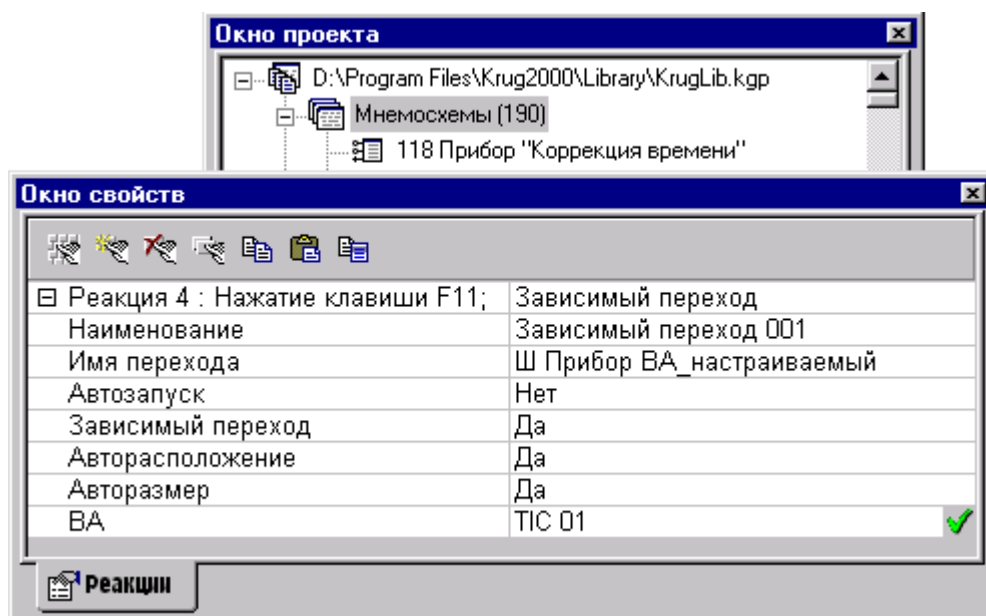 Окно проекта
D:\Program Files\Krug2000\Library\KrugLib.kgp
Мнемосхемы (190)
118 Прибор "Коррекция времени"
Окно свойств
Реакция 4 : Нажатие клавиши F11; Зависимый переход
Наименование Зависимый переход 001
Имя перехода Ш Прибор ВА_настраиваемый
Автозапуск Нет
Зависимый переход Да
Авторасположение Да
Авторазмер Да
ВА TIC 01
Реакции